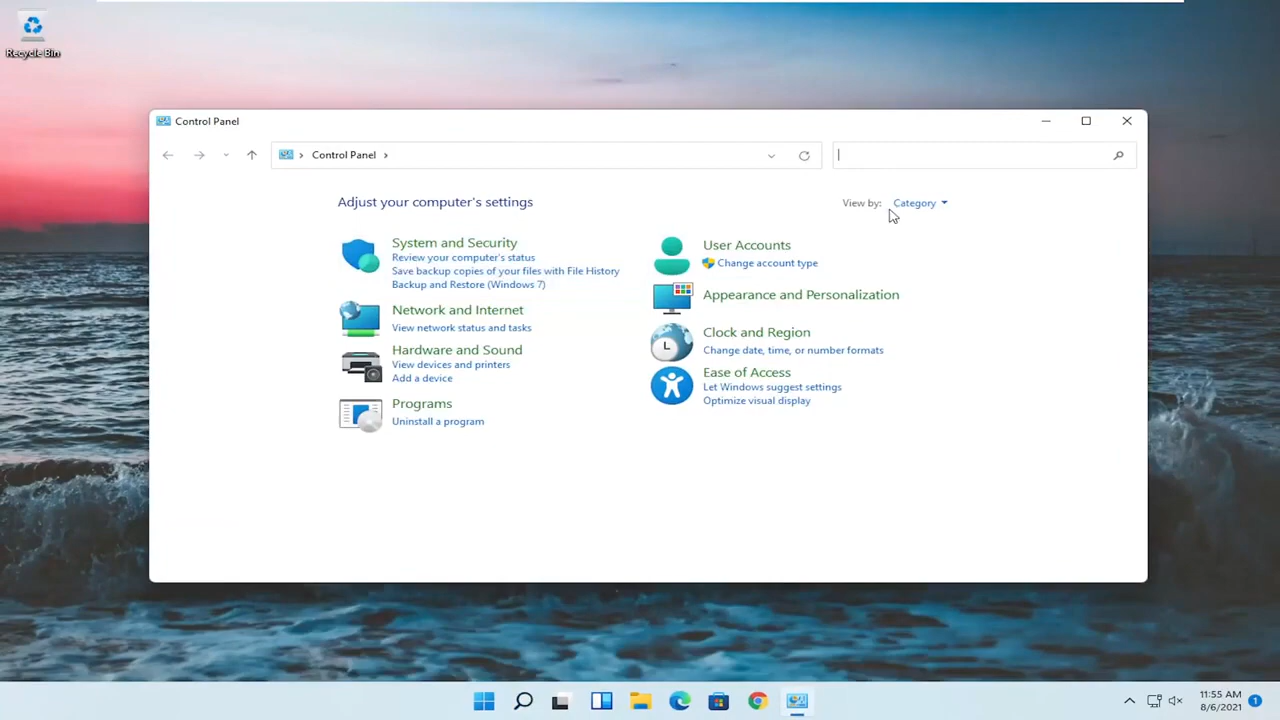 Recycle Bin
Control Panel
Control Panel
Adjust your computer's settings
View by: Category
System and Security
Review your computer's status
Save backup copies of your files with File History
Backup and Restore (Windows 7)
Network and Internet
View network status and tasks
Hardware and Sound
View devices and printers
Add a device
Programs
Uninstall a program
User Accounts
Change account type
Appearance and Personalization
Clock and Region
Change date, time, or number formats
Ease of Access
Let Windows suggest settings
Optimize visual display
11:55 AM
8/6/2021
1